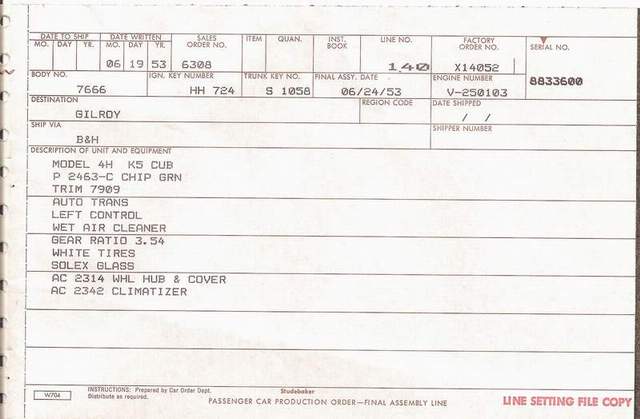 DATE TO SHIP DATE WRITTEN SALES ORDER NO. ITEM QUAN. INST. BOOK LINE NO. FACTORY ORDER NO. SERIAL NO.
MO. DAY YR. MO. DAY YR.
06 19 53 6308 140 X14052
BODY NO. IGN. KEY NUMBER TRUNK KEY NO. FINAL ASSY. DATE ENGINE NUMBER 8833600
7666 HH 724 S 1058 06/24/53 V-250103
DESTINATION REGION CODE DATE SHIPPED
GILROY / /
SHIP VIA SHIPPER NUMBER
B&H
DESCRIPTION OF UNIT AND EQUIPMENT
MODEL 4H K5 CUB
P 2463-C CHIP GRN
TRIM 7909
AUTO TRANS
LEFT CONTROL
WET AIR CLEANER
GEAR RATIO 3.54
WHITE TIRES
SOLEX GLASS
AC 2314 WHL HUB & COVER
AC 2342 CLIMATIZER
W704 INSTRUCTIONS: Prepared by Car Order Dept. Distribute as required.
Studebaker
PASSENGER CAR PRODUCTION ORDER—FINAL ASSEMBLY LINE
LINE SETTING FILE COPY